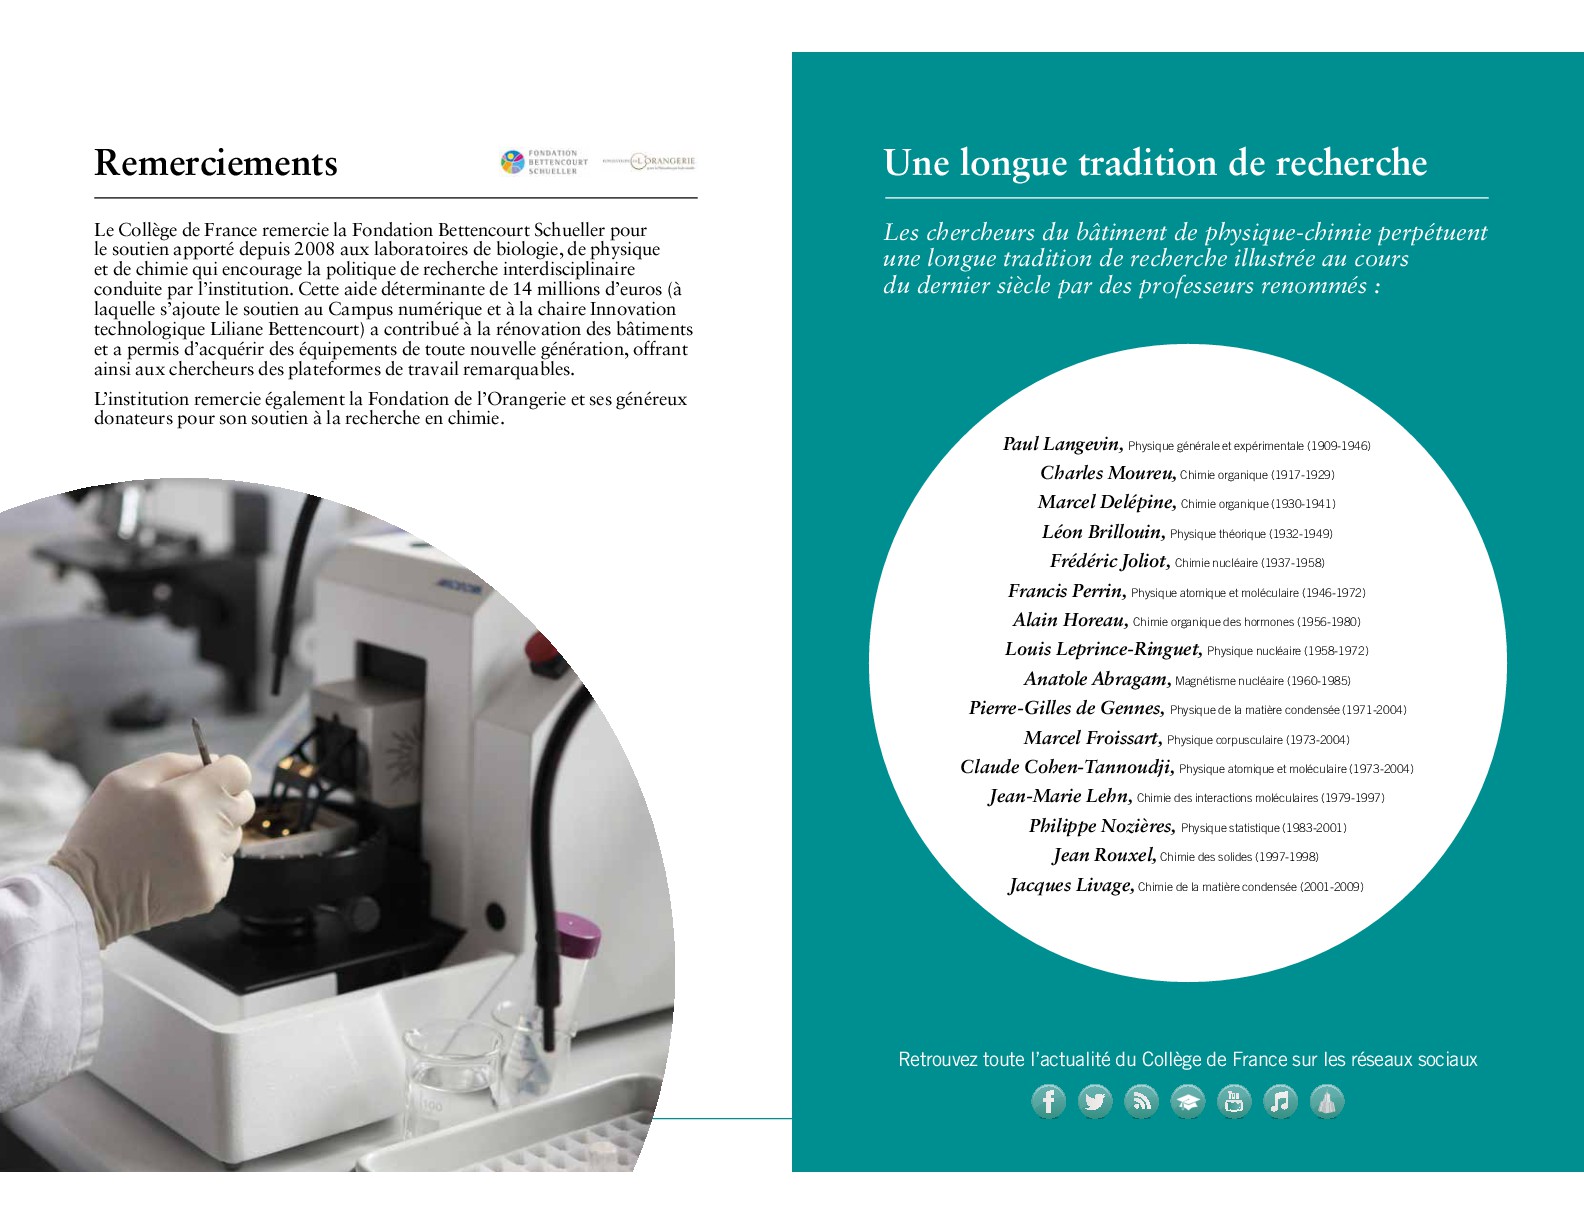 Remerciements
FONDATION
BETTENCOURT
SCHUELLER
L'ORANGERIE
Le Collège de France remercie la Fondation Bettencourt Schueller pour
le soutien apporté depuis 2008 aux laboratoires de biologie, de physique
et de chimie qui encourage la politique de recherche interdisciplinaire
conduite par l’institution. Cette aide déterminante de 14 millions d’euros (à
laquelle s’ajoute le soutien au Campus numérique et à la chaire Innovation
technologique Liliane Bettencourt) a contribué à la rénovation des bâtiments
et a permis d’acquérir des équipements de toute nouvelle génération, offrant
ainsi aux chercheurs des plateformes de travail remarquables.
L’institution remercie également la Fondation de l’Orangerie et ses généreux
donateurs pour son soutien à la recherche en chimie.
100
Une longue tradition de recherche
Les chercheurs du bâtiment de physique-chimie perpétuent
une longue tradition de recherche illustrée au cours
du dernier siècle par des professeurs renommés :
Paul Langevin, Physique générale et expérimentale (1909-1946)
Charles Moureu, Chimie organique (1917-1929)
Marcel Delépine, Chimie organique (1930-1941)
Léon Brillouin, Physique théorique (1932-1949)
Frédéric Joliot, Chimie nucléaire (1937-1958)
Francis Perrin, Physique atomique et moléculaire (1946-1972)
Alain Horeau, Chimie organique des hormones (1956-1980)
Louis Leprince-Ringuet, Physique nucléaire (1958-1972)
Anatole Abragam, Magnétisme nucléaire (1960-1985)
Pierre-Gilles de Gennes, Physique de la matière condensée (1971-2004)
Marcel Froissart, Physique corpusculaire (1973-2004)
Claude Cohen-Tannoudji, Physique atomique et moléculaire (1973-2004)
Jean-Marie Lehn, Chimie des interactions moléculaires (1979-1997)
Philippe Nozières, Physique statistique (1983-2001)
Jean Rouxel, Chimie des solides (1997-1998)
Jacques Livage, Chimie de la matière condensée (2001-2009)
Retrouvez toute l’actualité du Collège de France sur les réseaux sociaux